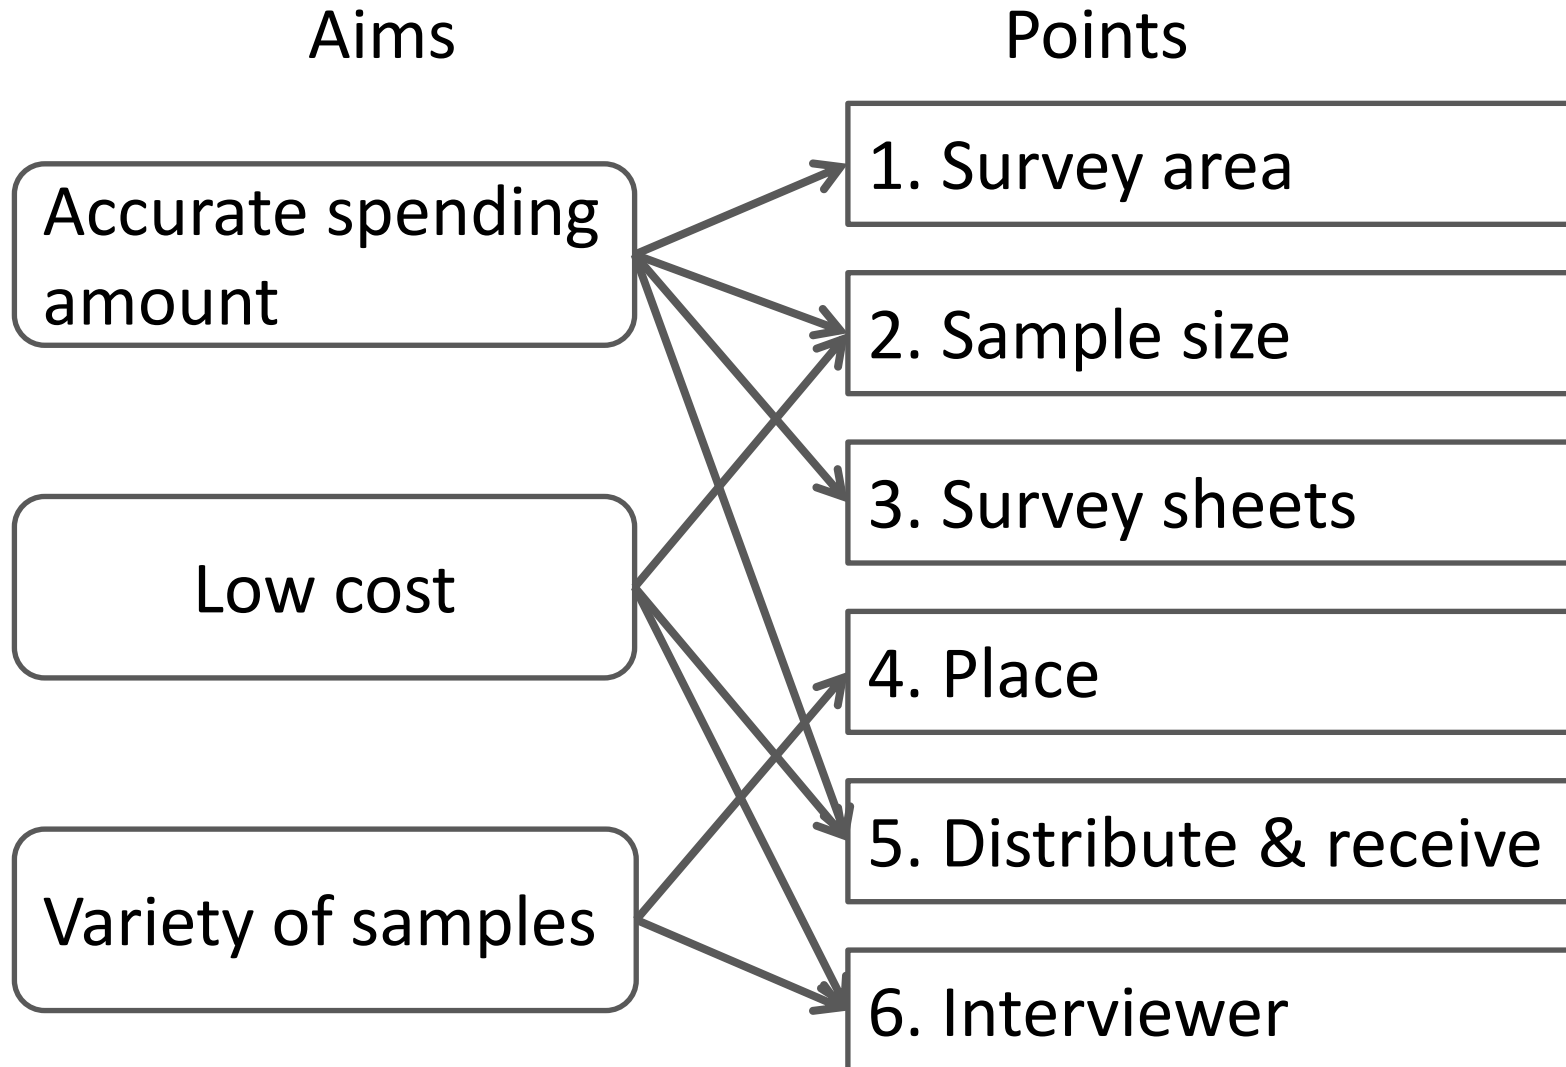 Aims
Points
Accurate spending
amount
Low cost
Variety of samples
1. Survey area
2. Sample size
3. Survey sheets
4. Place
5. Distribute & receive
6. Interviewer